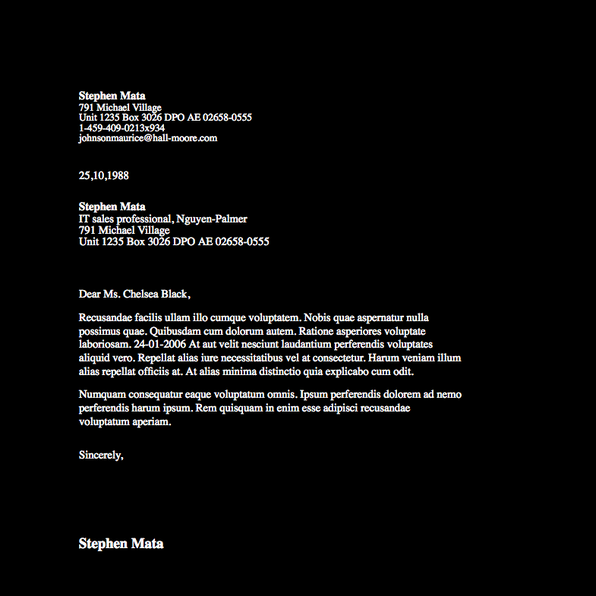 Stephen Mata
791 Michael Village
Unit 1235 Box 3026 DPO AE 02658-0555
1-459-409-0213x934
johnsonmaurice@hall-moore.com
25,10,1988
Stephen Mata
IT sales professional, Nguyen-Palmer
791 Michael Village
Unit 1235 Box 3026 DPO AE 02658-0555
Dear Ms. Chelsea Black,
Recusandae facilis ullam illo cumque voluptatem. Nobis quae aspernatur nulla
possimus quae. Quibusdam cum dolorum autem. Ratione asperiores voluptate
laboriosam. 24-01-2006 At aut velit nesciunt laudantium perferendis voluptates
aliquid vero. Repellat alias iure necessitatibus vel at consectetur. Harum veniam illum
alias repellat officiis at. At alias minima distinctio quia explicabo cum odit.
Numquam consequatur eaque voluptatum omnis. Ipsum perferendis dolorem ad nemo
perferendis harum ipsum. Rem quisquam in enim esse adipisci recusandae
voluptatum aperiam.
Sincerely,
Stephen Mata